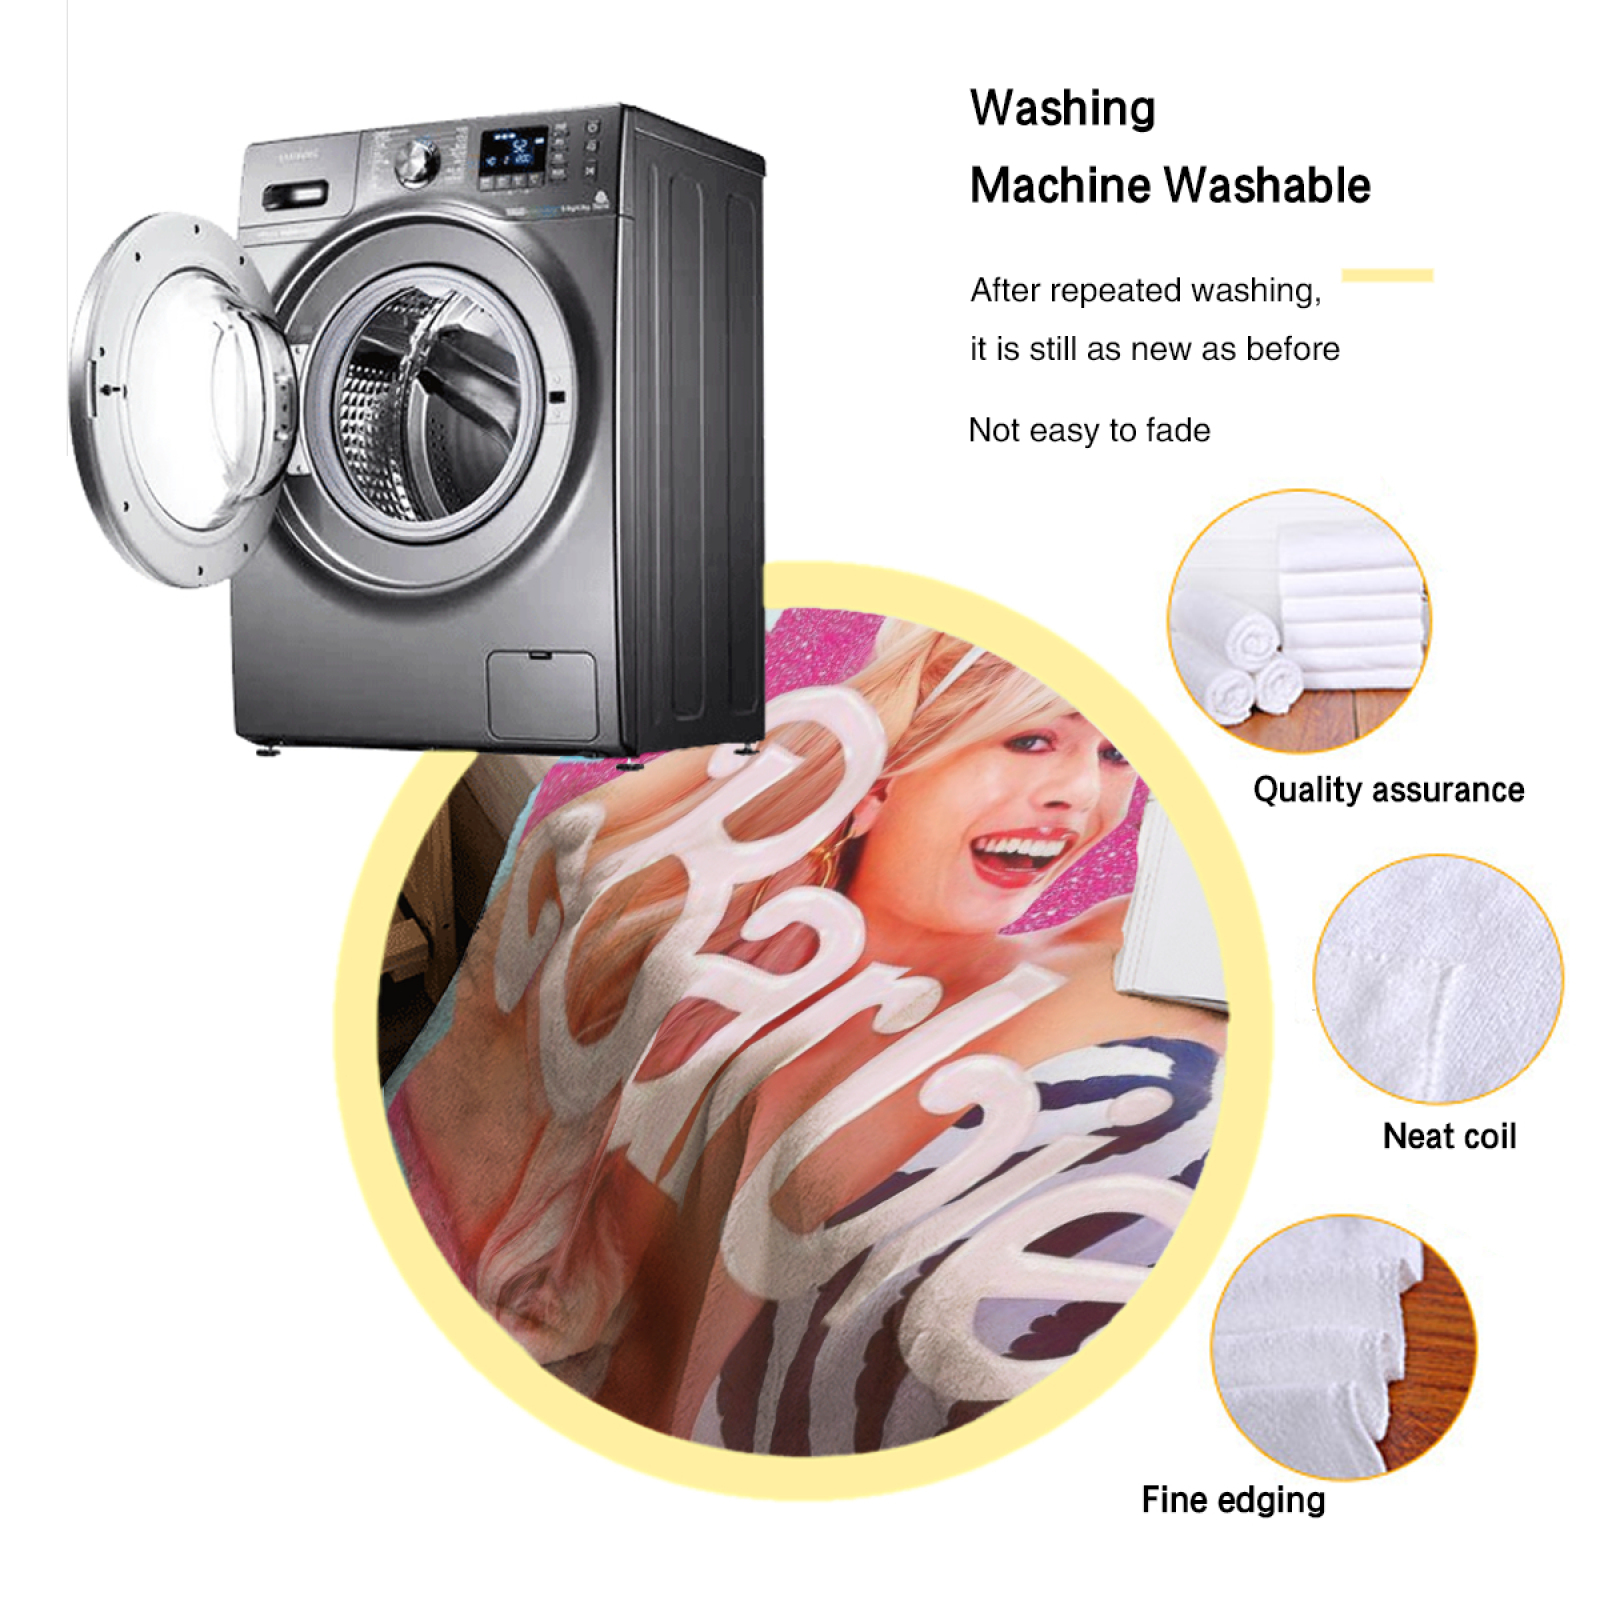 Washing
Machine Washable
After repeated washing,
it is still as new as before
Not easy to fade
Quality assurance
Barbie
Neat coil
Fine edging